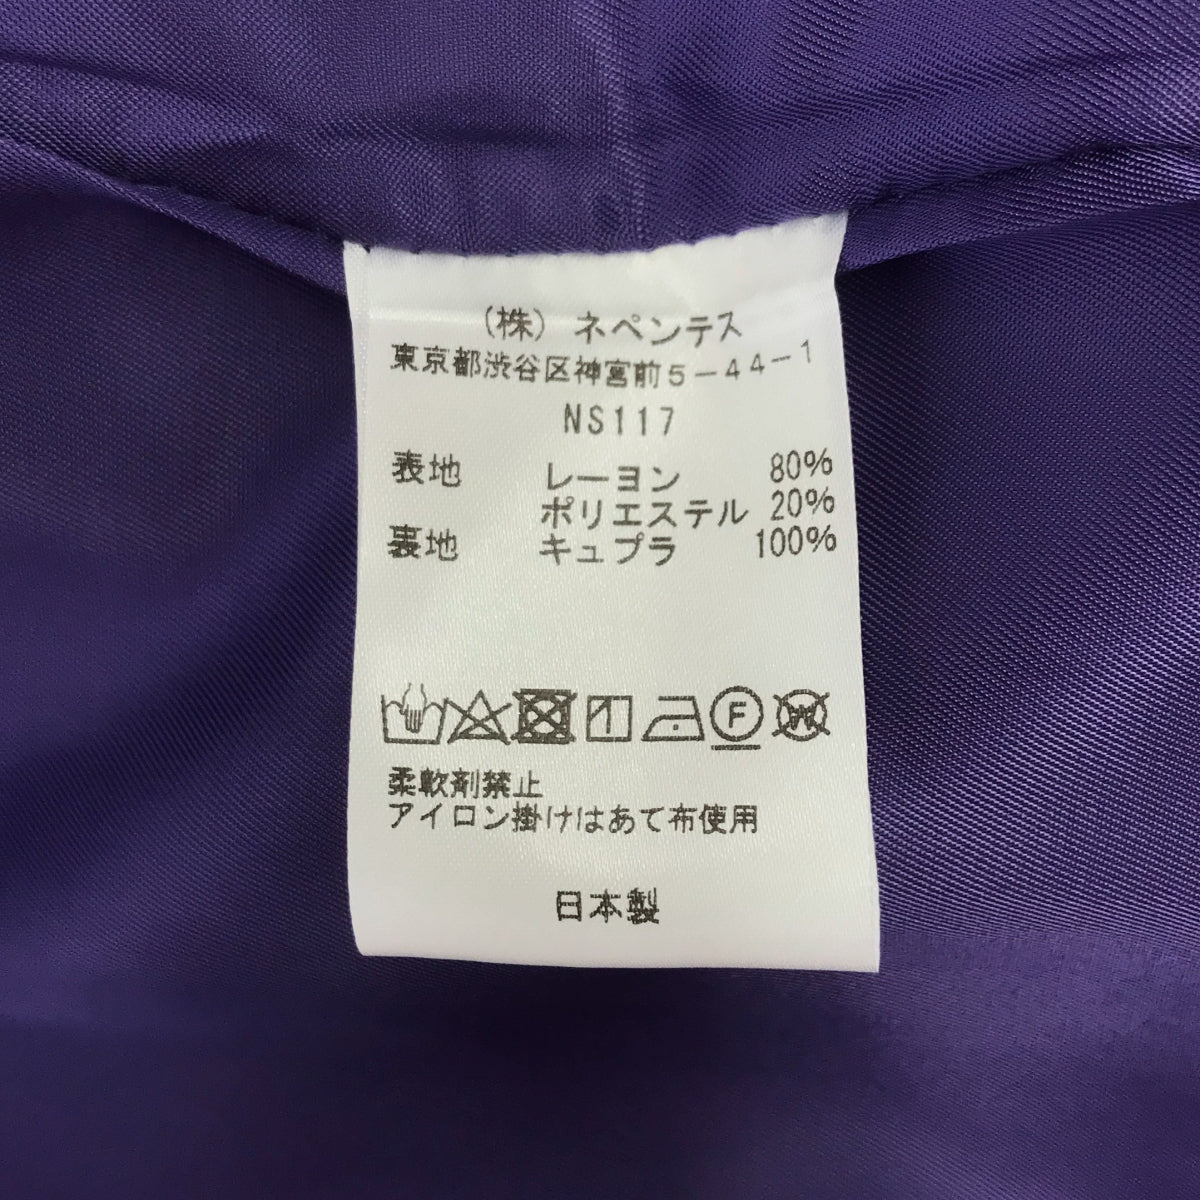 (株) ネペンテス
東京都渋谷区神宮前5-44-1
NS117
表地 レーヨン 80%
ポリエステル 20%
裏地 キュプラ 100%
F W
柔軟剤禁止
アイロン掛けはあて布使用
日本製